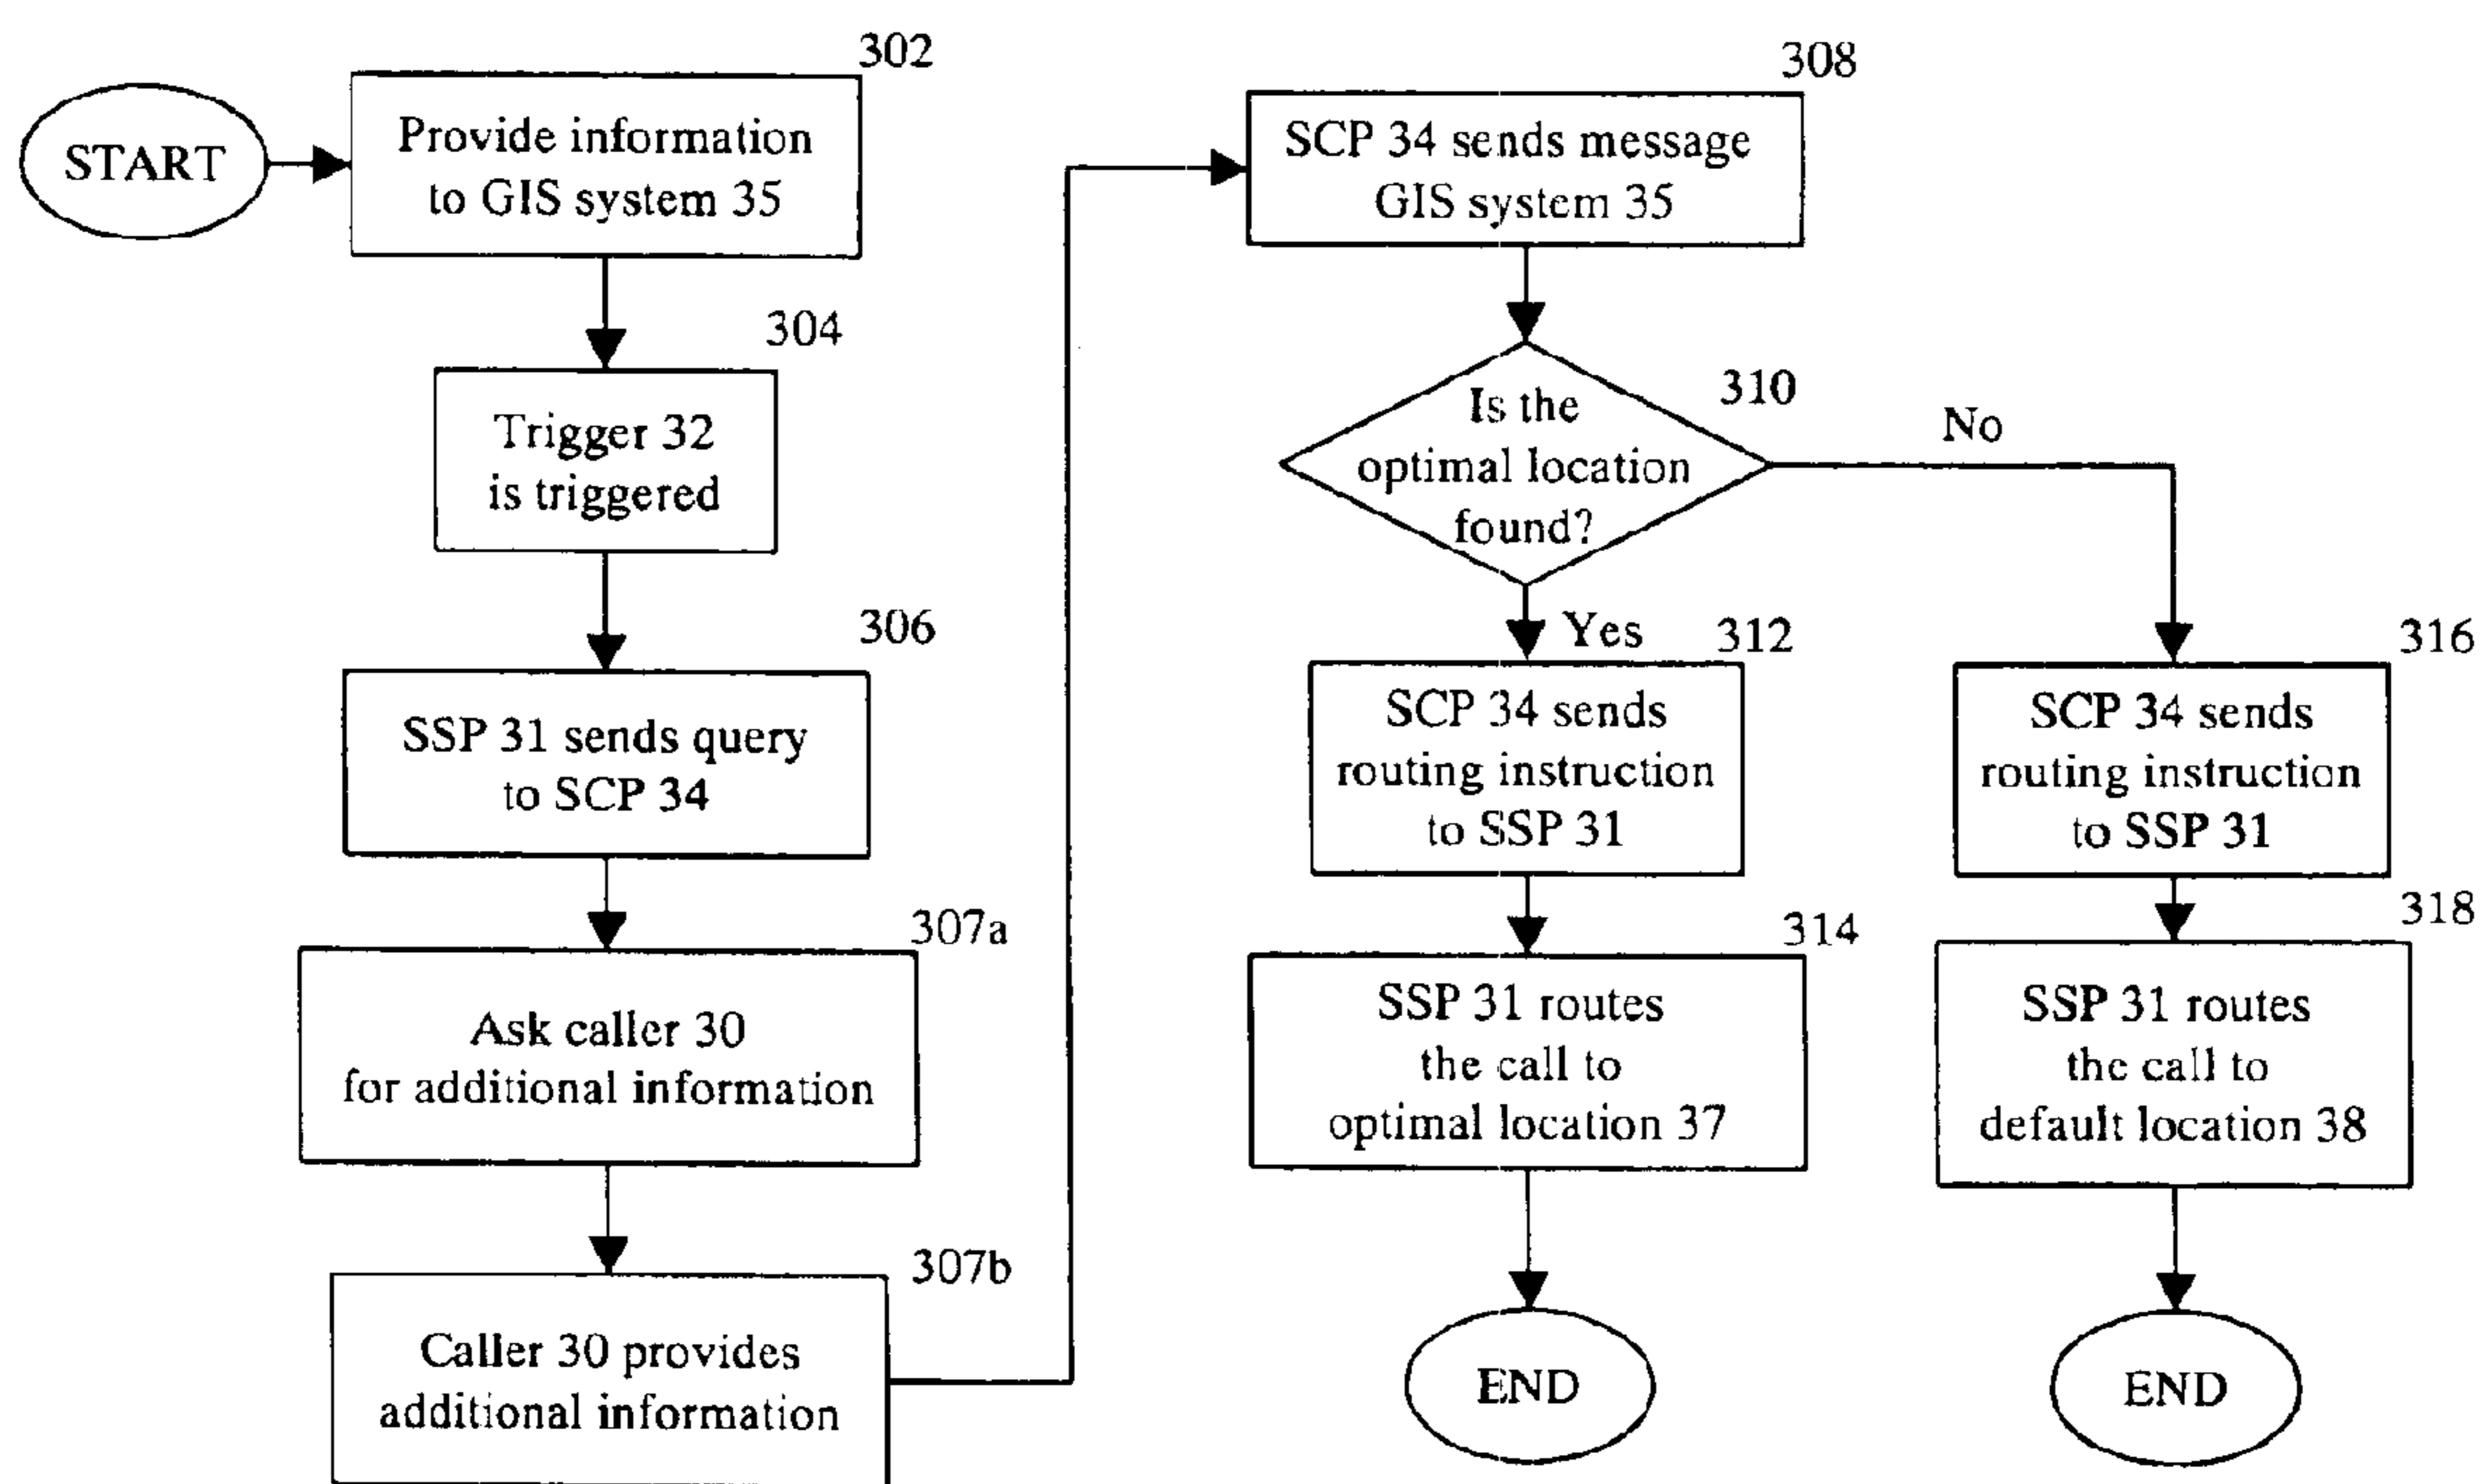 302
START
Provide information
to GIS system 35
304
Trigger 32
is triggered
306
SSP 31 sends query
to SCP 34
307a
Ask caller 30
for additional information
307b
Caller 30 provides
additional information
308
SCP 34 sends message
GIS system 35
310
Is the
optimal location
found?
No
Yes
312
SCP 34 sends
routing instruction
to SSP 31
314
SSP 31 routes
the call to
optimal location 37
END
316
SCP 34 sends
routing instruction
to SSP 31
318
SSP 31 routes
the call to
default location 38
END